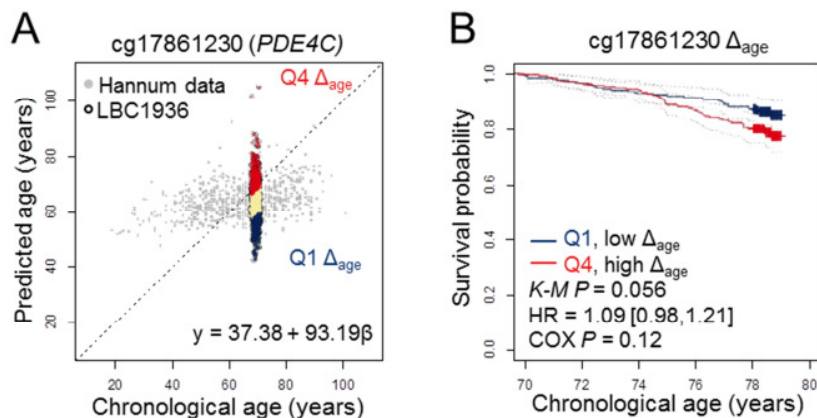 A
cg17861230 (PDE4C)
Hannum data
LBC1936
Q4 Δage
Q1 Δage
y = 37.38 + 93.19β
Predicted age (years)
100
80
60
40
20
20 40 60 80 100
Chronological age (years)
B
cg17861230 Δage
Survival probability
1.0
0.8
0.6
0.4
0.2
0.0
Q1, low Δage
Q4, high Δage
K-M P = 0.056
HR = 1.09 [0.98,1.21]
COX P = 0.12
70 72 74 76 78 80
Chronological age (years)